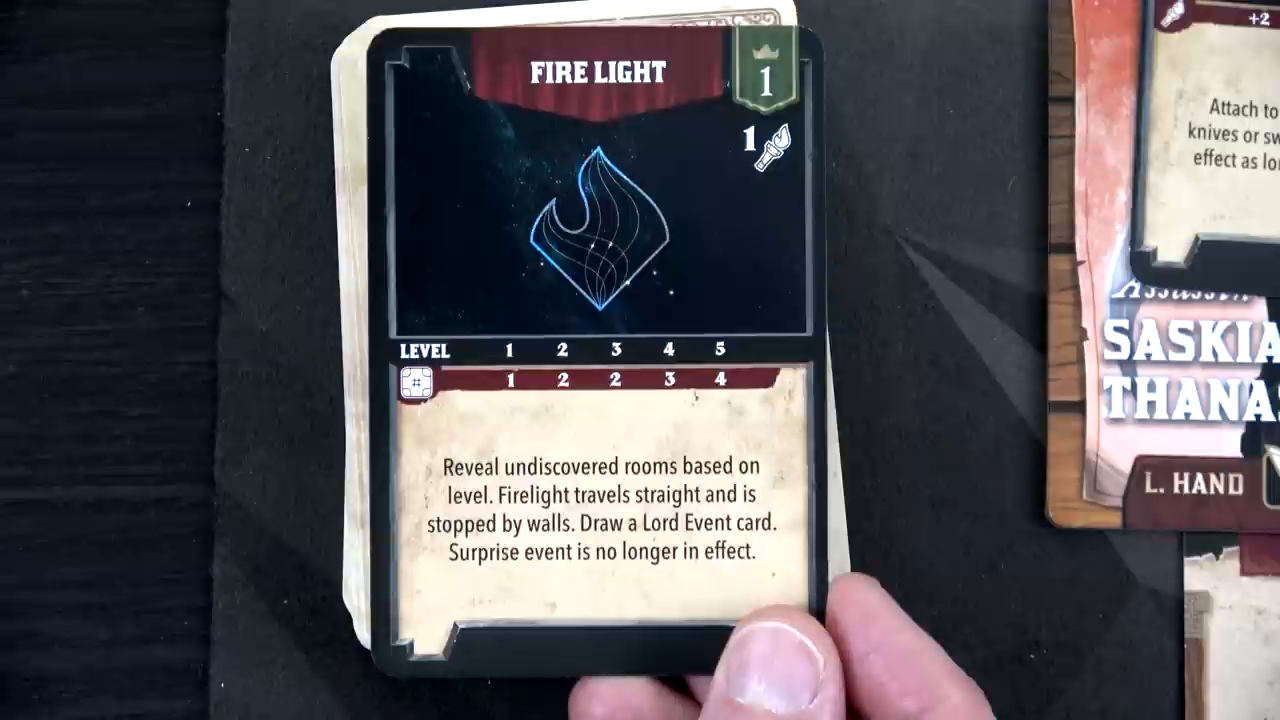 FIRE LIGHT
1
1
LEVEL 1 2 3 4 5
# 1 2 2 3 4
Reveal undiscovered rooms based on
level. Firelight travels straight and is
stopped by walls. Draw a Lord Event card.
Surprise event is no longer in effect.
+2
Attach to
knives or sw
effect as lo
Assassin
SASKIA
THANA
L. HAND